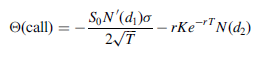 Θ(call) = − S₀N′(d₁)σ / 2√T − rKe^−rT N(d₂)